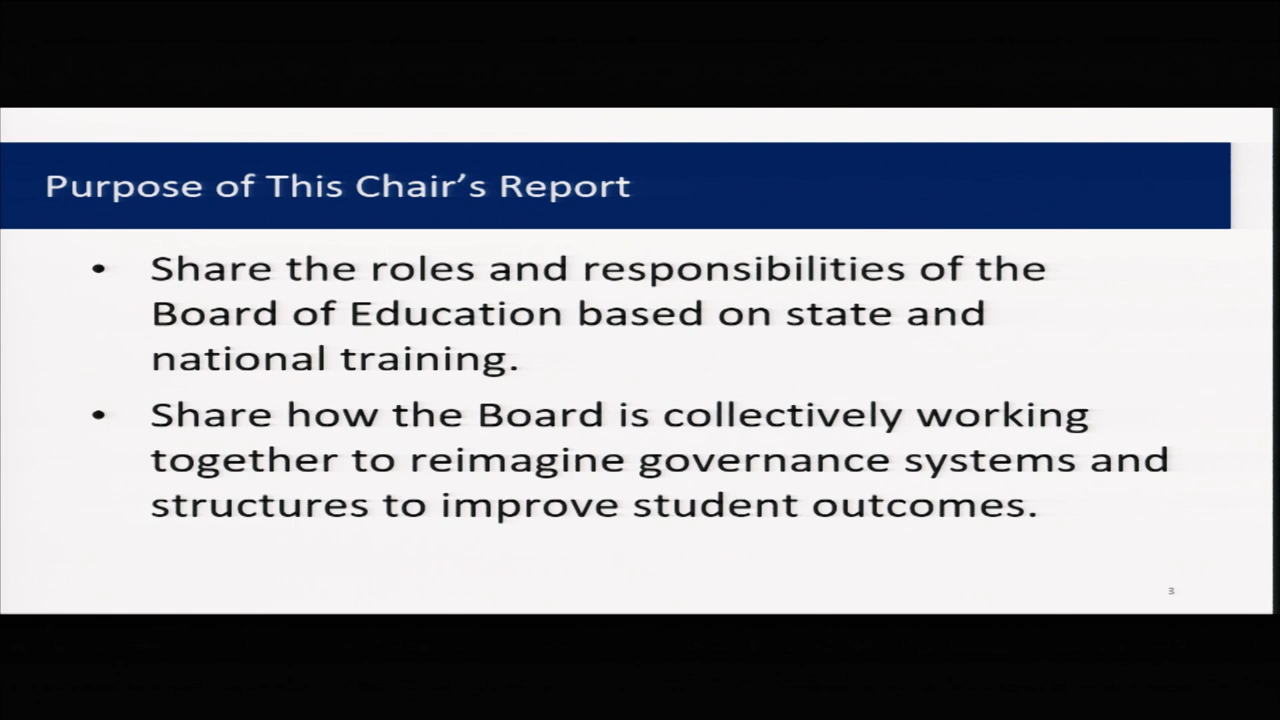 Purpose of This Chair's Report
• Share the roles and responsibilities of the
Board of Education based on state and
national training.
• Share how the Board is collectively working
together to reimagine governance systems and
structures to improve student outcomes.
3